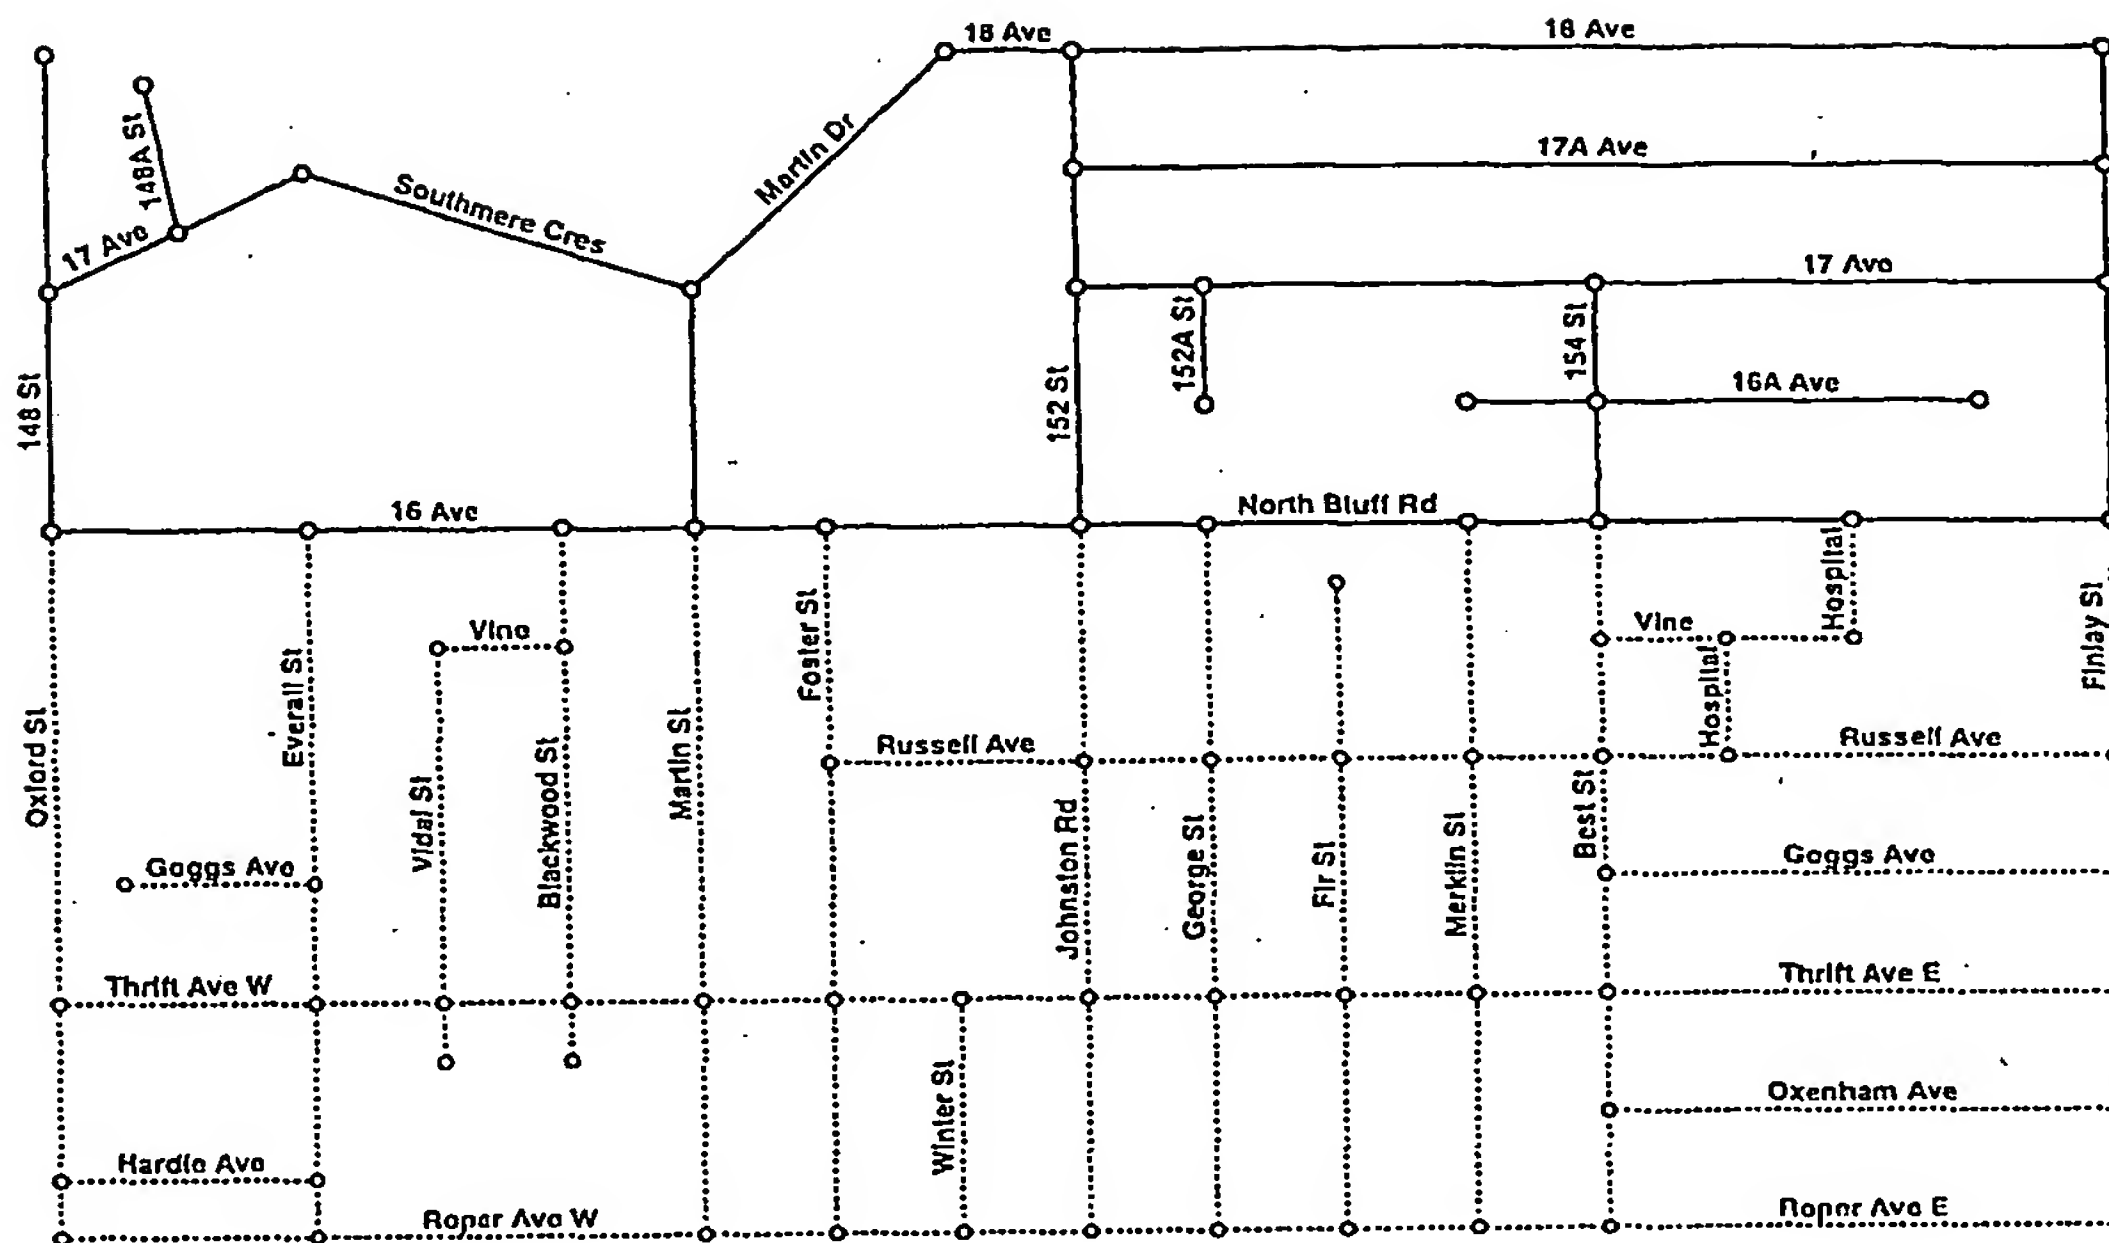 18 Ave
18 Ave
148A St
Martin Dr
17A Ave
Southmere Cres
17 Ave
17 Ave
152A St
154 St
148 St
152 St
16A Ave
16 Ave
North Bluff Rd
Hospital
Vine
Foster St
Vine
Finlay St
Everall St
Hospital
Oxford St
Martin St
Russell Ave
Russell Ave
Vidal St
Blackwood St
Best St
Johnston Rd
George St
Fir St
Merklin St
Goggs Ave
Goggs Ave
Thrift Ave W
Thrift Ave E
Winter St
Oxenham Ave
Hardie Ave
Roper Ave W
Roper Ave E